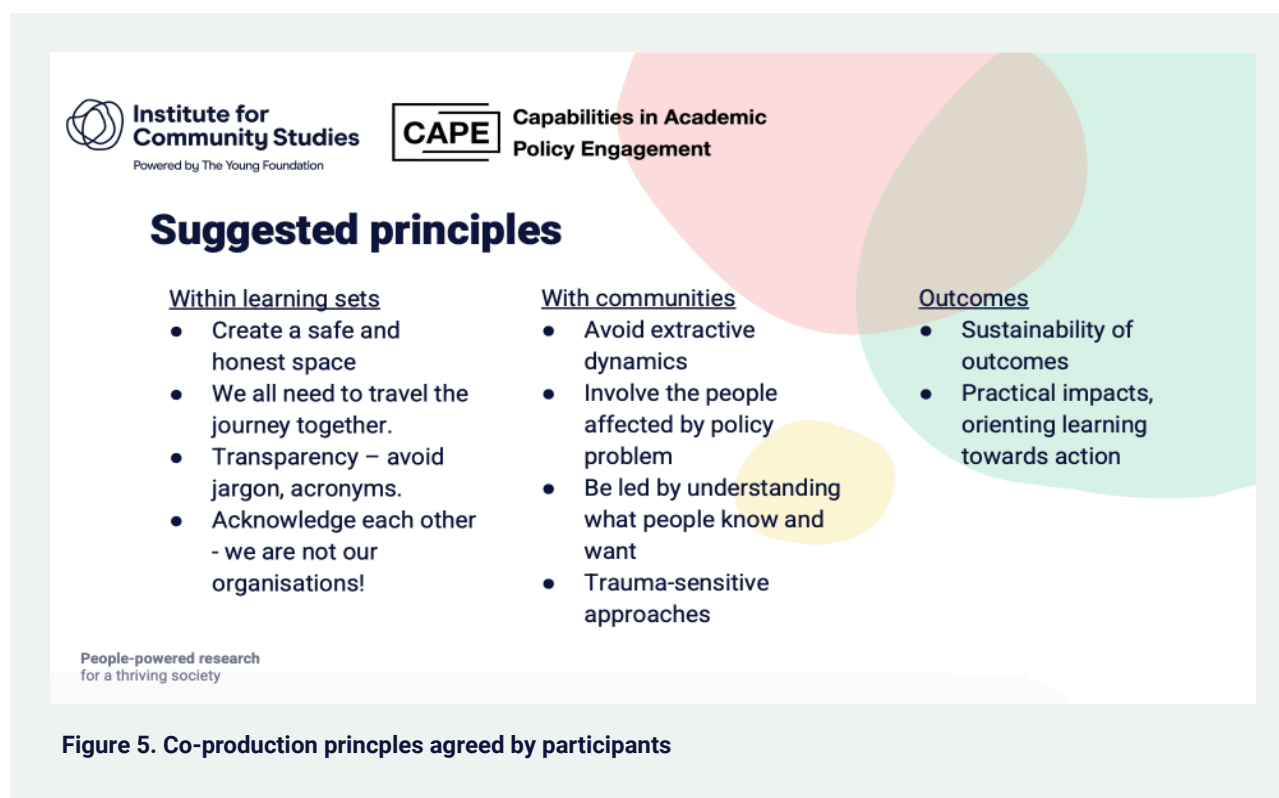 Institute for
Community Studies
Powered by The Young Foundation
CAPE
Capabilities in Academic
Policy Engagement
Suggested principles
Within learning sets
● Create a safe and
honest space
● We all need to travel the
journey together.
● Transparency – avoid
jargon, acronyms.
● Acknowledge each other
- we are not our
organisations!
With communities
● Avoid extractive
dynamics
● Involve the people
affected by policy
problem
● Be led by understanding
what people know and
want
● Trauma-sensitive
approaches
Outcomes
● Sustainability of
outcomes
● Practical impacts,
orienting learning
towards action
People-powered research
for a thriving society
Figure 5. Co-production princples agreed by participants